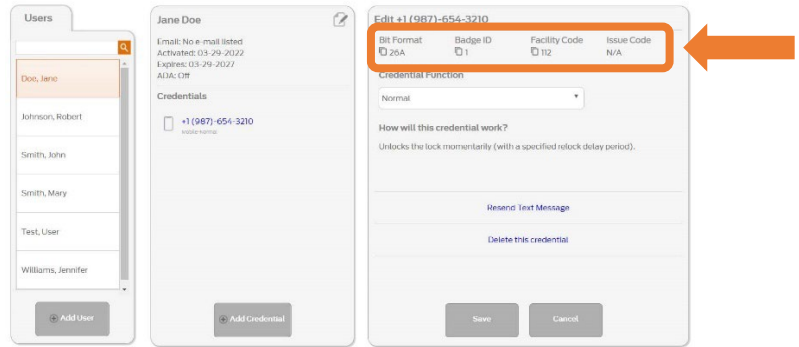 Users
Doe, Jane
Johnson, Robert
Smith, John
Smith, Mary
Test, User
Williams, Jennifer
Add User
Jane Doe
Email: No e-mail listed
Activated: 03-29-2022
Expires: 03-29-2027
ADA: Off
Credentials
+1 (987)-654-3210
Mobile Normal
Add Credential
Edit +1 (987)-654-3210
Bit Format Badge ID Facility Code Issue Code
26A 1 112 N/A
Credential Function
Normal
How will this credential work?
Unlocks the lock momentarily (with a specified relock delay period).
Resend Text Message
Delete this credential
Save Cancel